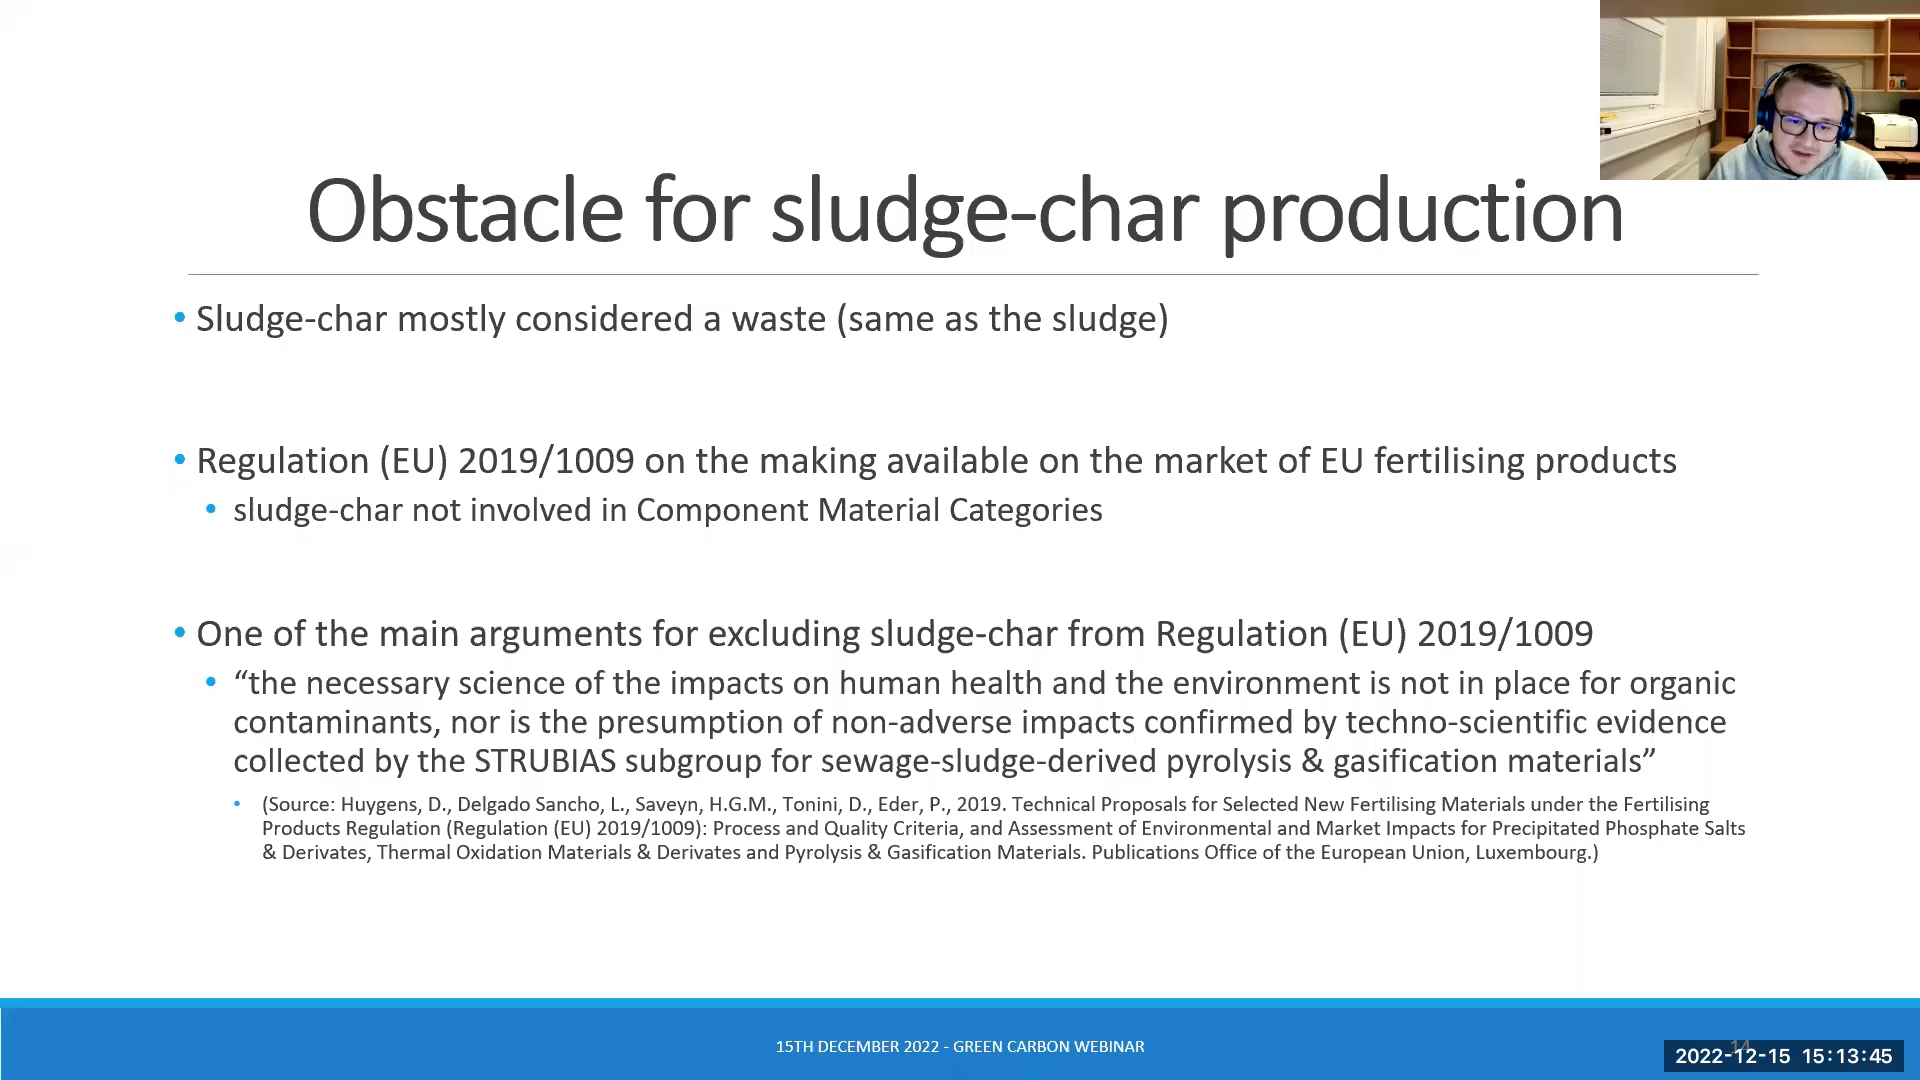 Obstacle for sludge-char production
• Sludge-char mostly considered a waste (same as the sludge)
• Regulation (EU) 2019/1009 on the making available on the market of EU fertilising products
• sludge-char not involved in Component Material Categories
• One of the main arguments for excluding sludge-char from Regulation (EU) 2019/1009
• “the necessary science of the impacts on human health and the environment is not in place for organic
contaminants, nor is the presumption of non-adverse impacts confirmed by techno-scientific evidence
collected by the STRUBIAS subgroup for sewage-sludge-derived pyrolysis & gasification materials”
• (Source: Huygens, D., Delgado Sancho, L., Saveyn, H.G.M., Tonini, D., Eder, P., 2019. Technical Proposals for Selected New Fertilising Materials under the Fertilising
Products Regulation (Regulation (EU) 2019/1009): Process and Quality Criteria, and Assessment of Environmental and Market Impacts for Precipitated Phosphate Salts
& Derivates, Thermal Oxidation Materials & Derivates and Pyrolysis & Gasification Materials. Publications Office of the European Union, Luxembourg.)
15TH DECEMBER 2022 - GREEN CARBON WEBINAR
14
2022-12-15 15:13:45